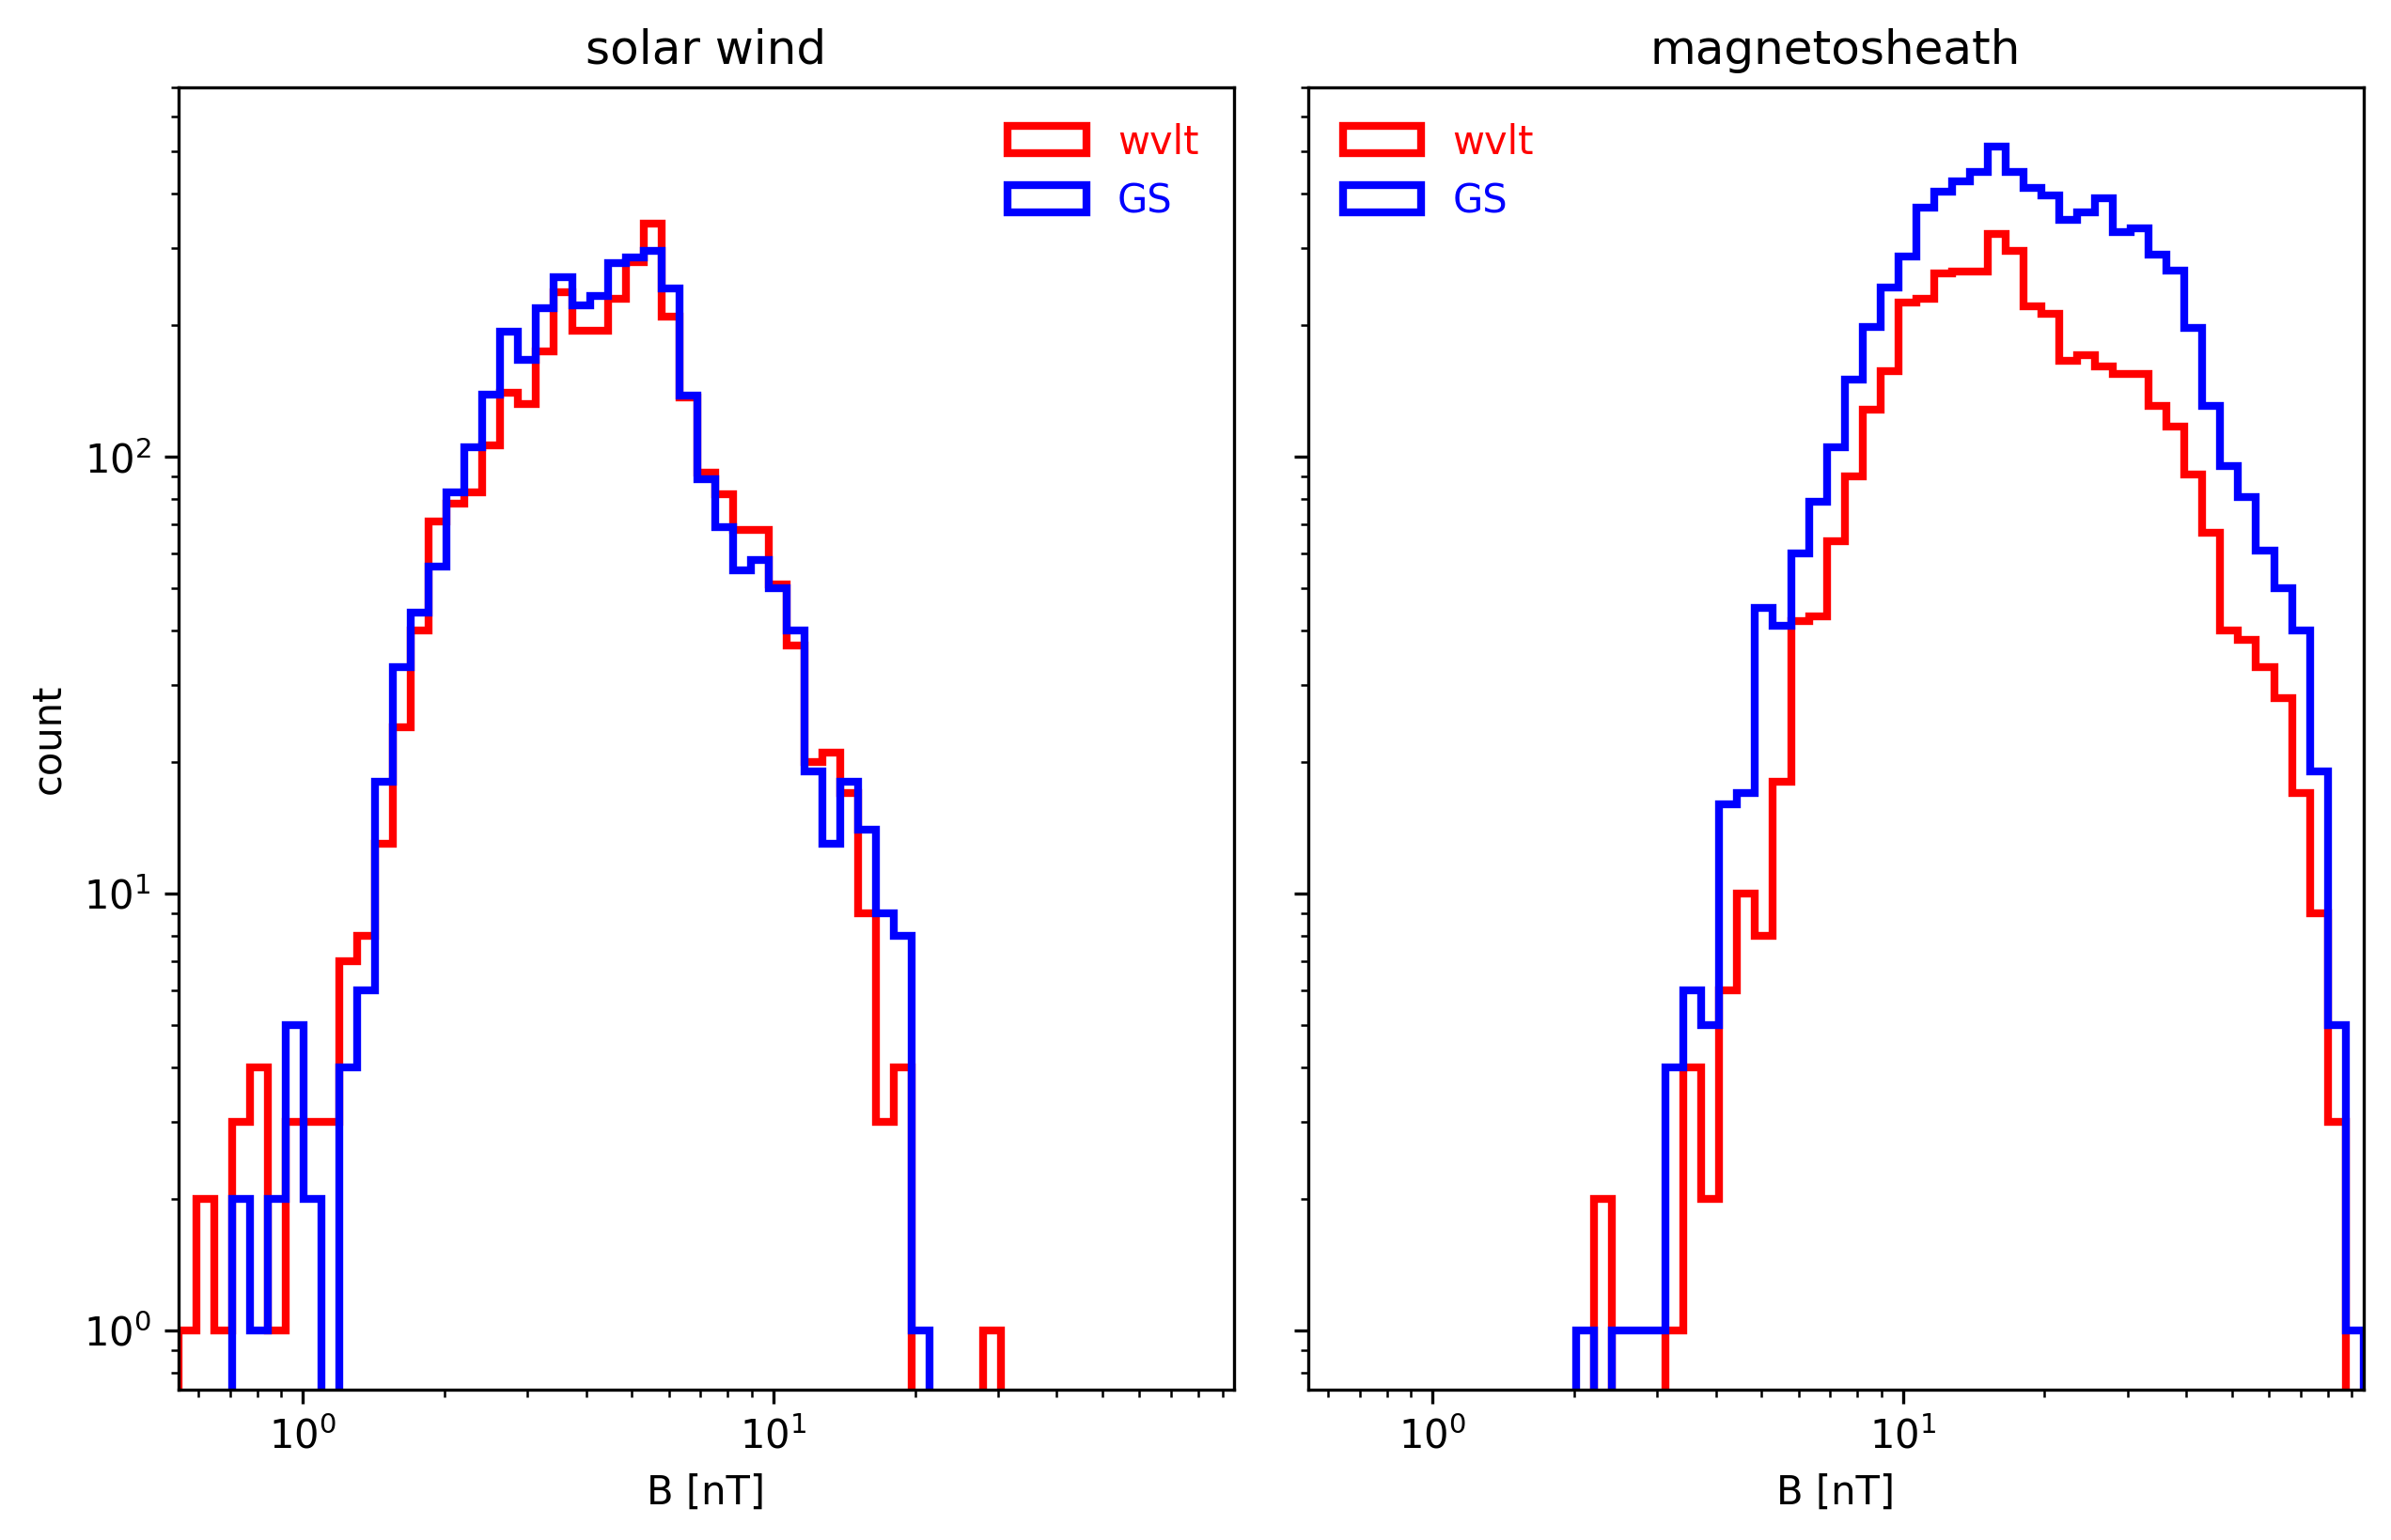 solar wind
magnetosheath
wvlt
GS
wvlt
GS
count
10²
10¹
10⁰
10⁰
10¹
10⁰
10¹
B [nT]
B [nT]